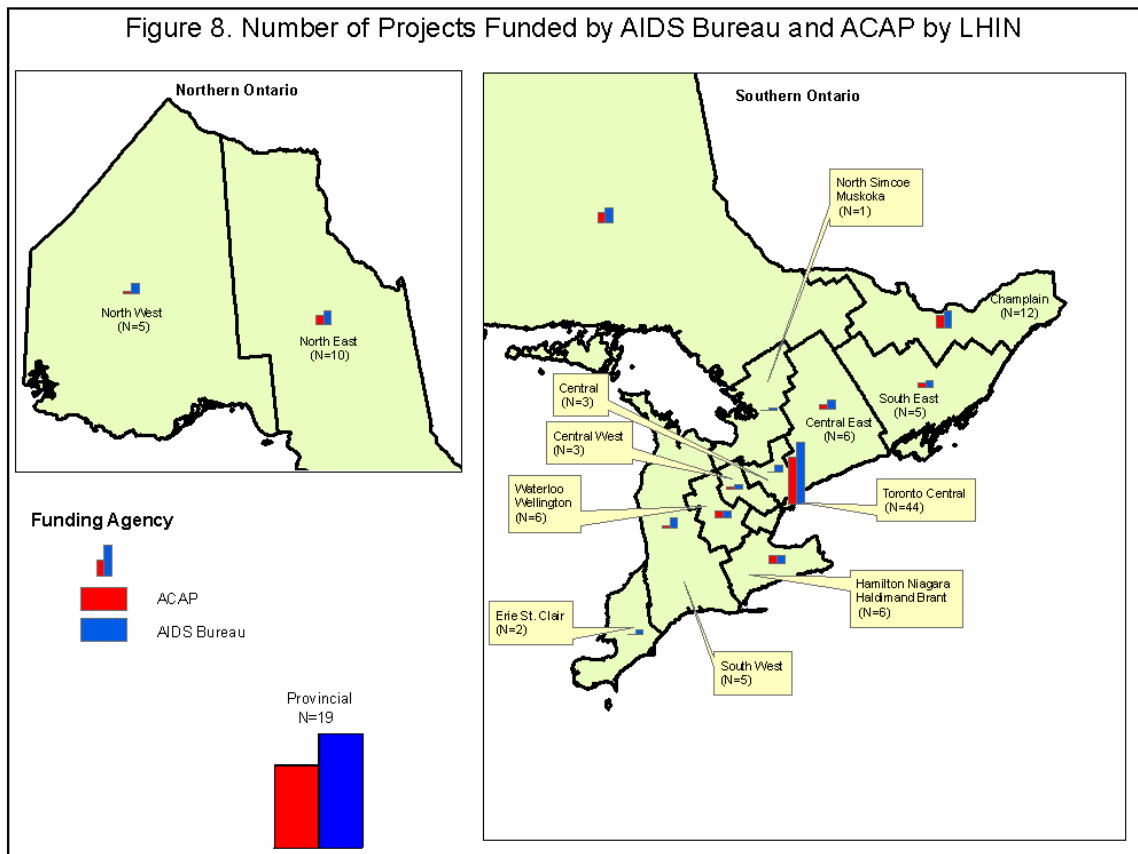 Figure 8. Number of Projects Funded by AIDS Bureau and ACAP by LHIN
Northern Ontario
North West
(N=5)
North East
(N=10)
Southern Ontario
North Simcoe
Muskoka
(N=1)
Champlain
(N=12)
South East
(N=5)
Central East
(N=6)
Central
(N=3)
Central West
(N=3)
Waterloo
Wellington
(N=6)
Toronto Central
(N=44)
Hamilton Niagara
Haldimand Brant
(N=6)
Erie St. Clair
(N=2)
South West
(N=5)
Funding Agency
ACAP
AIDS Bureau
Provincial
N=19